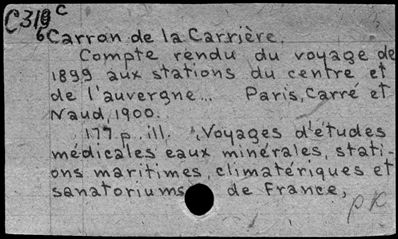 C319c
6Carron de la Carrière.
Compte rendu du voyage de
1899 aux stations du centre et
de l'auvergne... Paris, Carré et
Naud, 1900.
177 p. ill. (Voyages d'études
médicales eaux minérales, stati-
ons maritimes, climatériques et
sanatoriums de France,